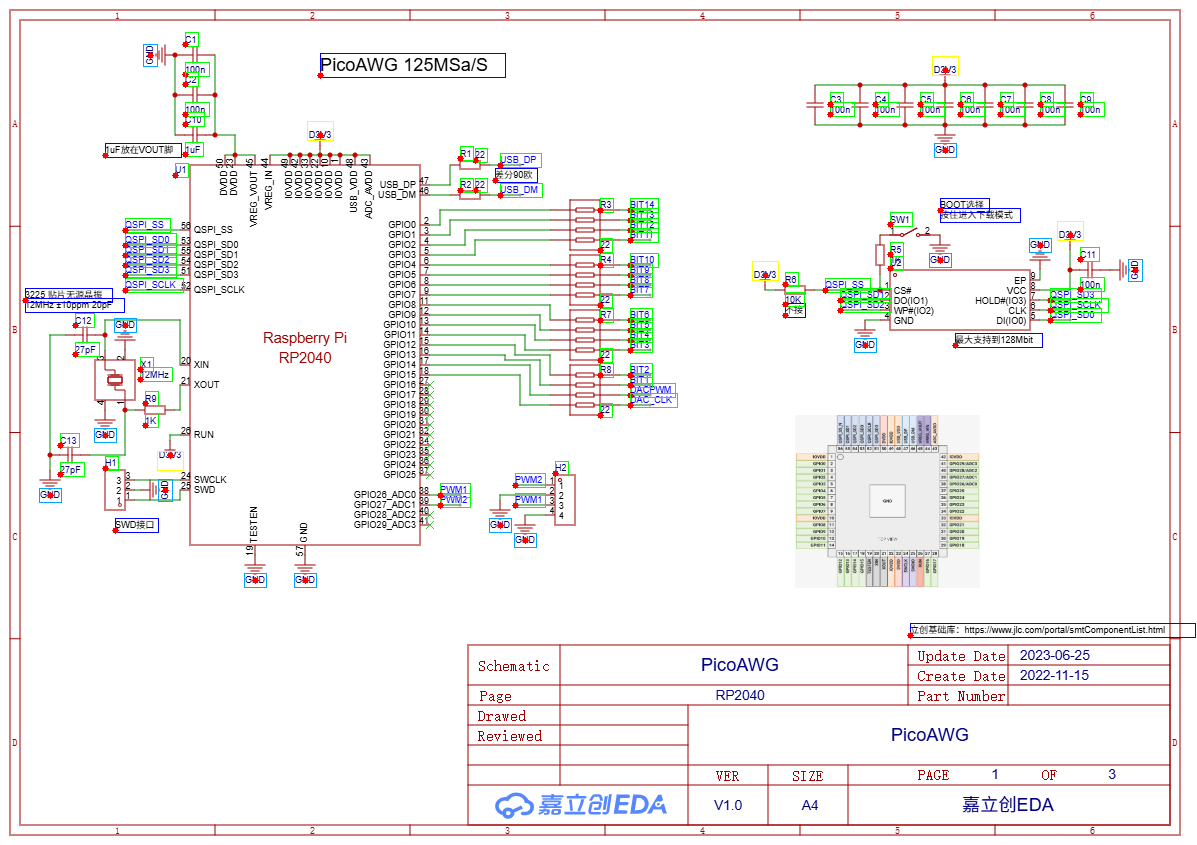 PicoAWG 125MSa/S
GND
C1
100n
C2
100n
C10
1uF
1uF放在VOUT脚
U1
D3V3
50
23
45
44
49
42
33
22
10
1
48
43
DVDD
DVDD
VREG_VOUT
VREG_IN
IOVDD
IOVDD
IOVDD
IOVDD
IOVDD
IOVDD
USB_VDD
ADC_AVDD
D3V3
C3
100n
C4
100n
C5
100n
C6
100n
C7
100n
C8
100n
C9
100n
GND
USB_DP
47
USB_DM
46
R1
22
USB_DP
差分90欧
R2
22
USB_DM
QSPI_SS
56
QSPI_SS
QSPI_SD0
53
QSPI_SD0
QSPI_SD1
55
QSPI_SD1
QSPI_SD2
54
QSPI_SD2
QSPI_SD3
51
QSPI_SD3
QSPI_SCLK
52
QSPI_SCLK
GPIO0
2
GPIO1
3
GPIO2
4
GPIO3
5
GPIO4
6
GPIO5
7
GPIO6
8
GPIO7
9
GPIO8
11
GPIO9
12
GPIO10
13
GPIO11
14
GPIO12
15
GPIO13
16
GPIO14
17
GPIO15
18
GPIO16
27
GPIO17
28
GPIO18
29
GPIO19
30
GPIO20
31
GPIO21
32
GPIO22
34
GPIO23
35
GPIO24
36
GPIO25
37
GPIO26_ADC0
38
GPIO27_ADC1
39
GPIO28_ADC2
40
GPIO29_ADC3
41
R3
22
BIT14
BIT13
BIT12
BIT11
R4
22
BIT10
BIT9
BIT8
BIT7
R7
22
BIT6
BIT5
BIT4
BIT3
R8
22
BIT2
BIT1
DACPWM
DAC_CLK
PWM1
PWM2
PWM2
PWM1
GND
GND
H2
1
2
3
4
1
2
3
4
Raspberry Pi
RP2040
3225 贴片无源晶振
12MHz ±10ppm 20pF
C12
27pF
GND
X1
12MHz
R9
1K
GND
C13
27pF
GND
20
XIN
21
XOUT
26
RUN
D3V3
24
SWCLK
25
SWD
H1
3
2
1
3
2
1
GND
SWD接口
19
TESTEN
57
GND
GND
GND
BOOT选择
按住进入下载模式
SW1
2
GND
R5
U2
D3V3
R6
10K
不接
QSPI_SS
QSPI_SD1
QSPI_SD2
GND
1
CS#
2
DO(IO1)
3
WP#(IO2)
4
GND
9
EP
8
VCC
7
HOLD#(IO3)
6
CLK
5
DI(IO0)
GND
D3V3
C11
100n
GND
QSPI_SD3
QSPI_SCLK
QSPI_SD0
最大支持到128Mbit
立创基础库：https://www.jlc.com/portal/smtComponentList.html
Schematic
PicoAWG
Update Date
2023-06-25
Create Date
2022-11-15
Page
RP2040
Part Number
Drawed
Reviewed
PicoAWG
VER
SIZE
PAGE
1
OF
3
嘉立创EDA
V1.0
A4
嘉立创EDA